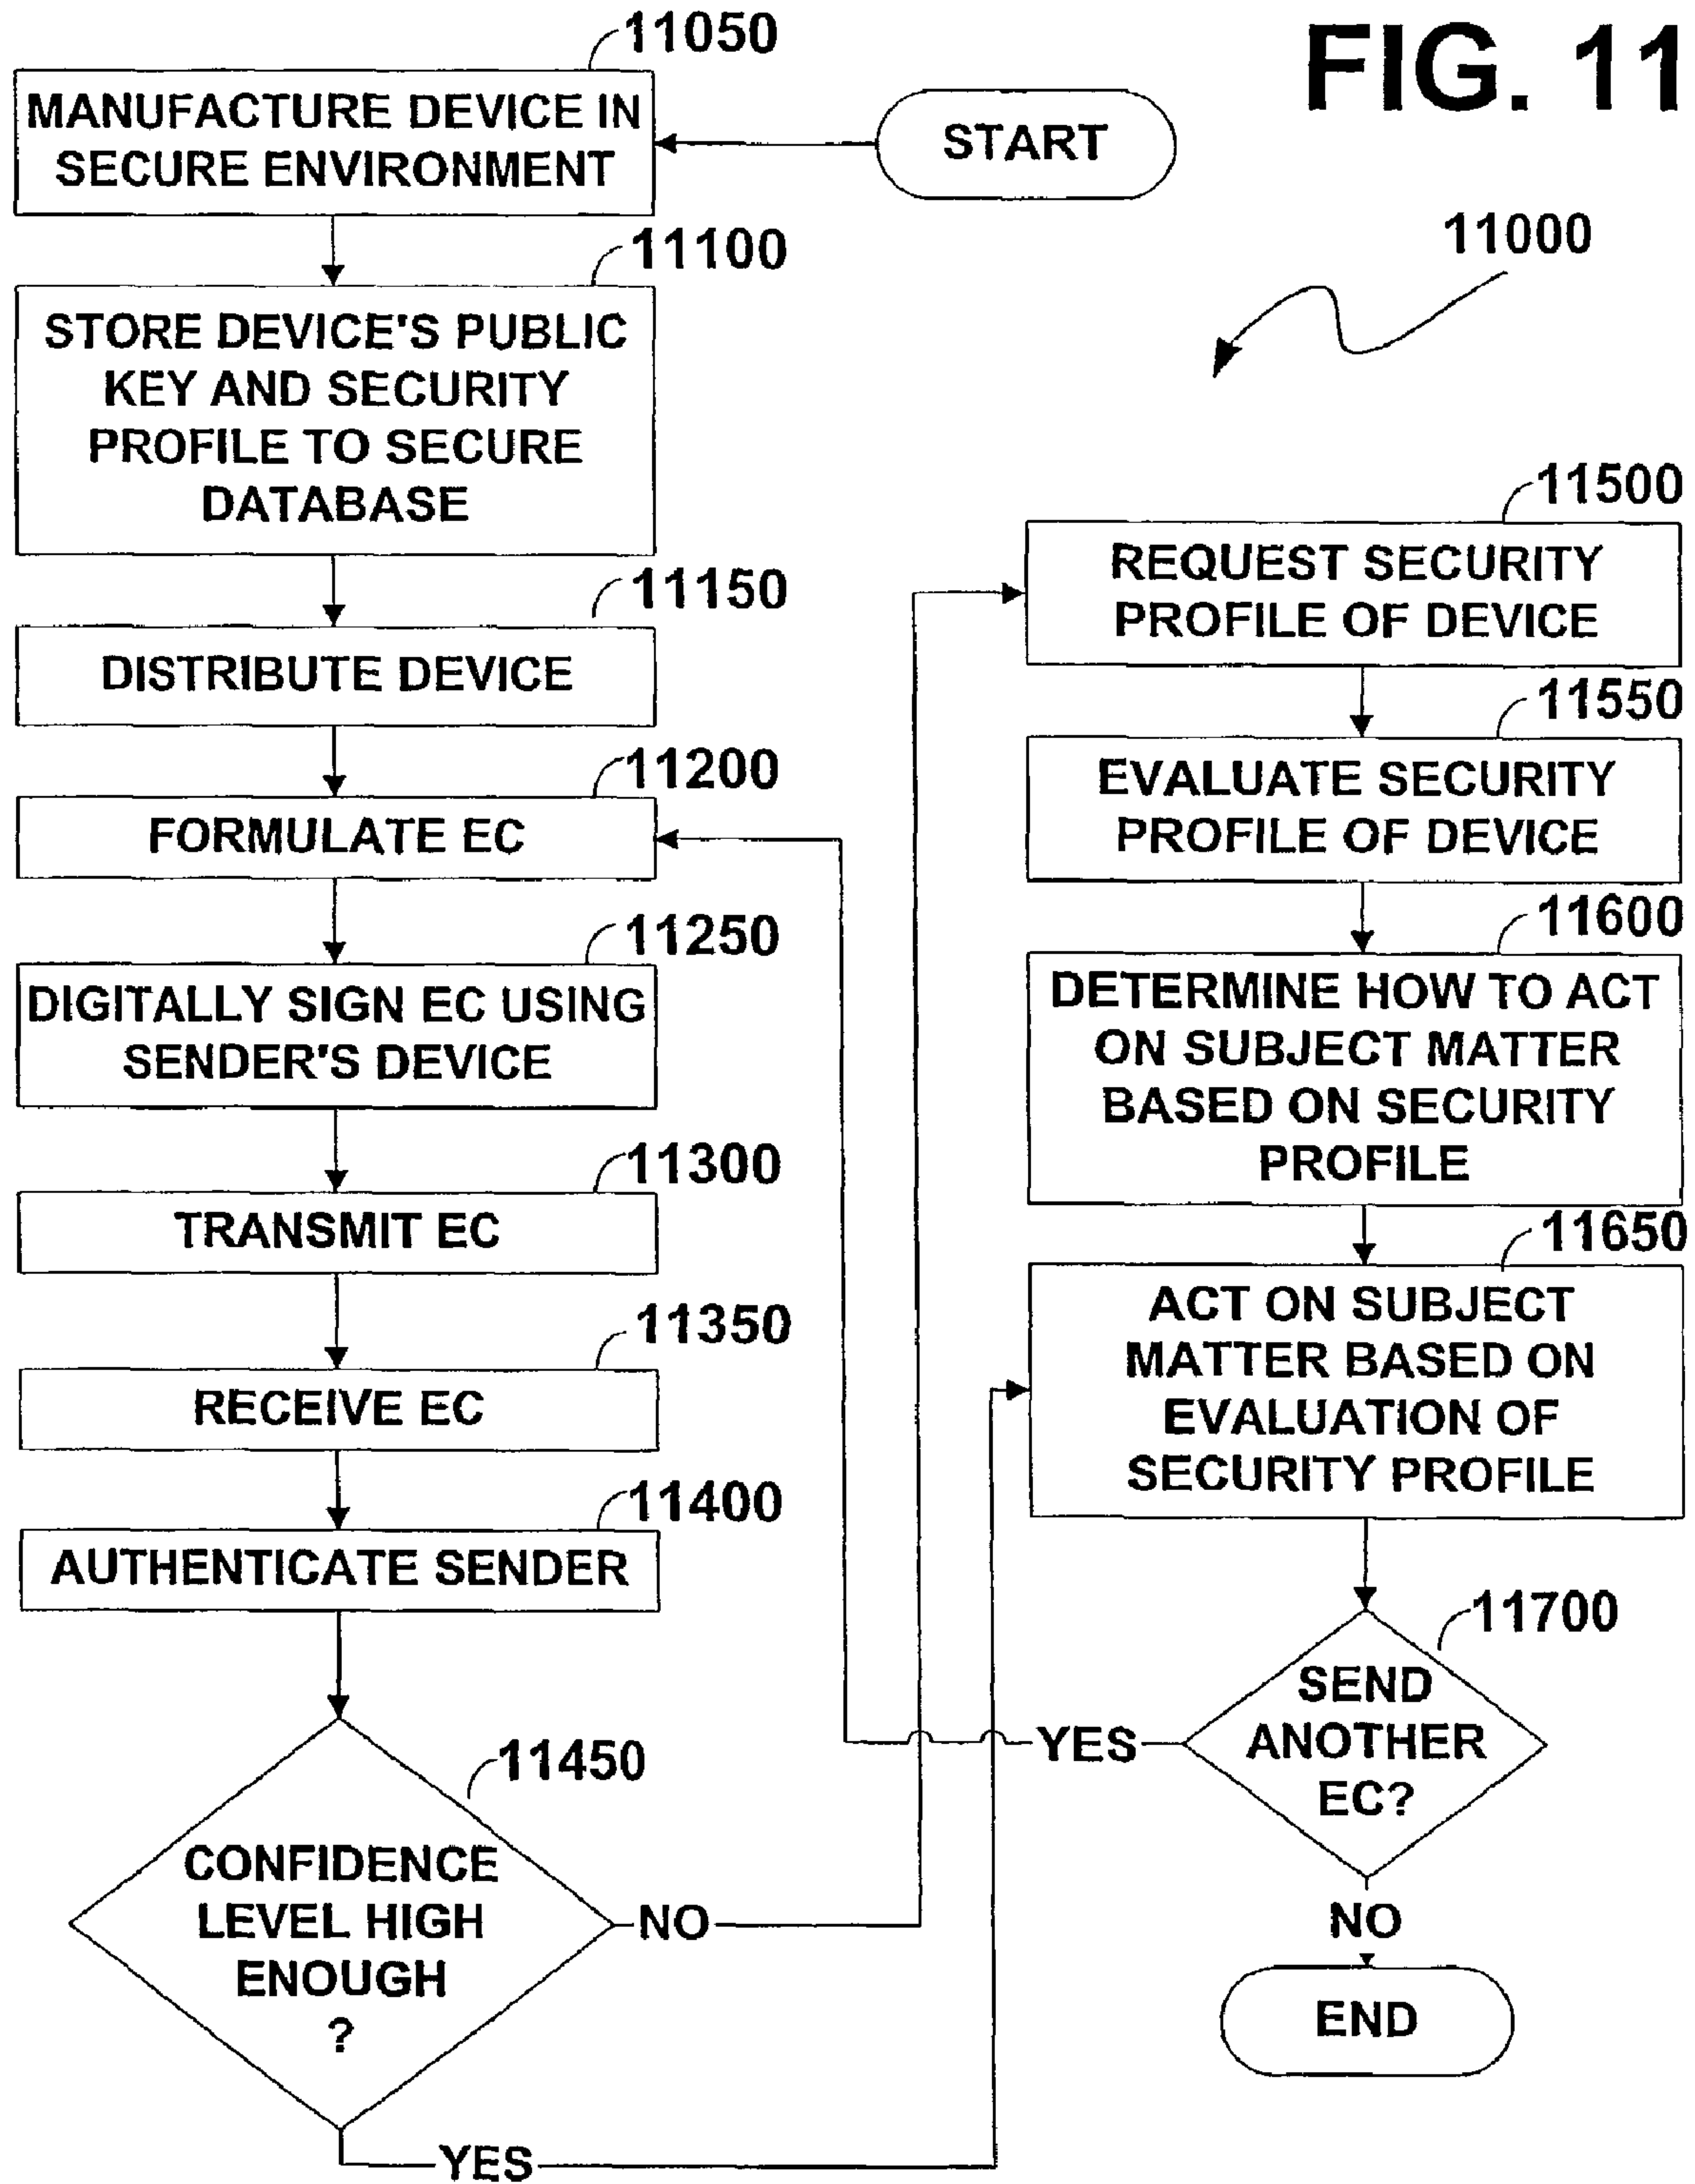 FIG. 11
START
11000
11050
MANUFACTURE DEVICE IN
SECURE ENVIRONMENT
11100
STORE DEVICE'S PUBLIC
KEY AND SECURITY
PROFILE TO SECURE
DATABASE
11150
DISTRIBUTE DEVICE
11200
FORMULATE EC
11250
DIGITALLY SIGN EC USING
SENDER'S DEVICE
11300
TRANSMIT EC
11350
RECEIVE EC
11400
AUTHENTICATE SENDER
11450
CONFIDENCE
LEVEL HIGH
ENOUGH
?
NO
YES
11500
REQUEST SECURITY
PROFILE OF DEVICE
11550
EVALUATE SECURITY
PROFILE OF DEVICE
11600
DETERMINE HOW TO ACT
ON SUBJECT MATTER
BASED ON SECURITY
PROFILE
11650
ACT ON SUBJECT
MATTER BASED ON
EVALUATION OF
SECURITY PROFILE
11700
SEND
ANOTHER
EC?
YES
NO
END